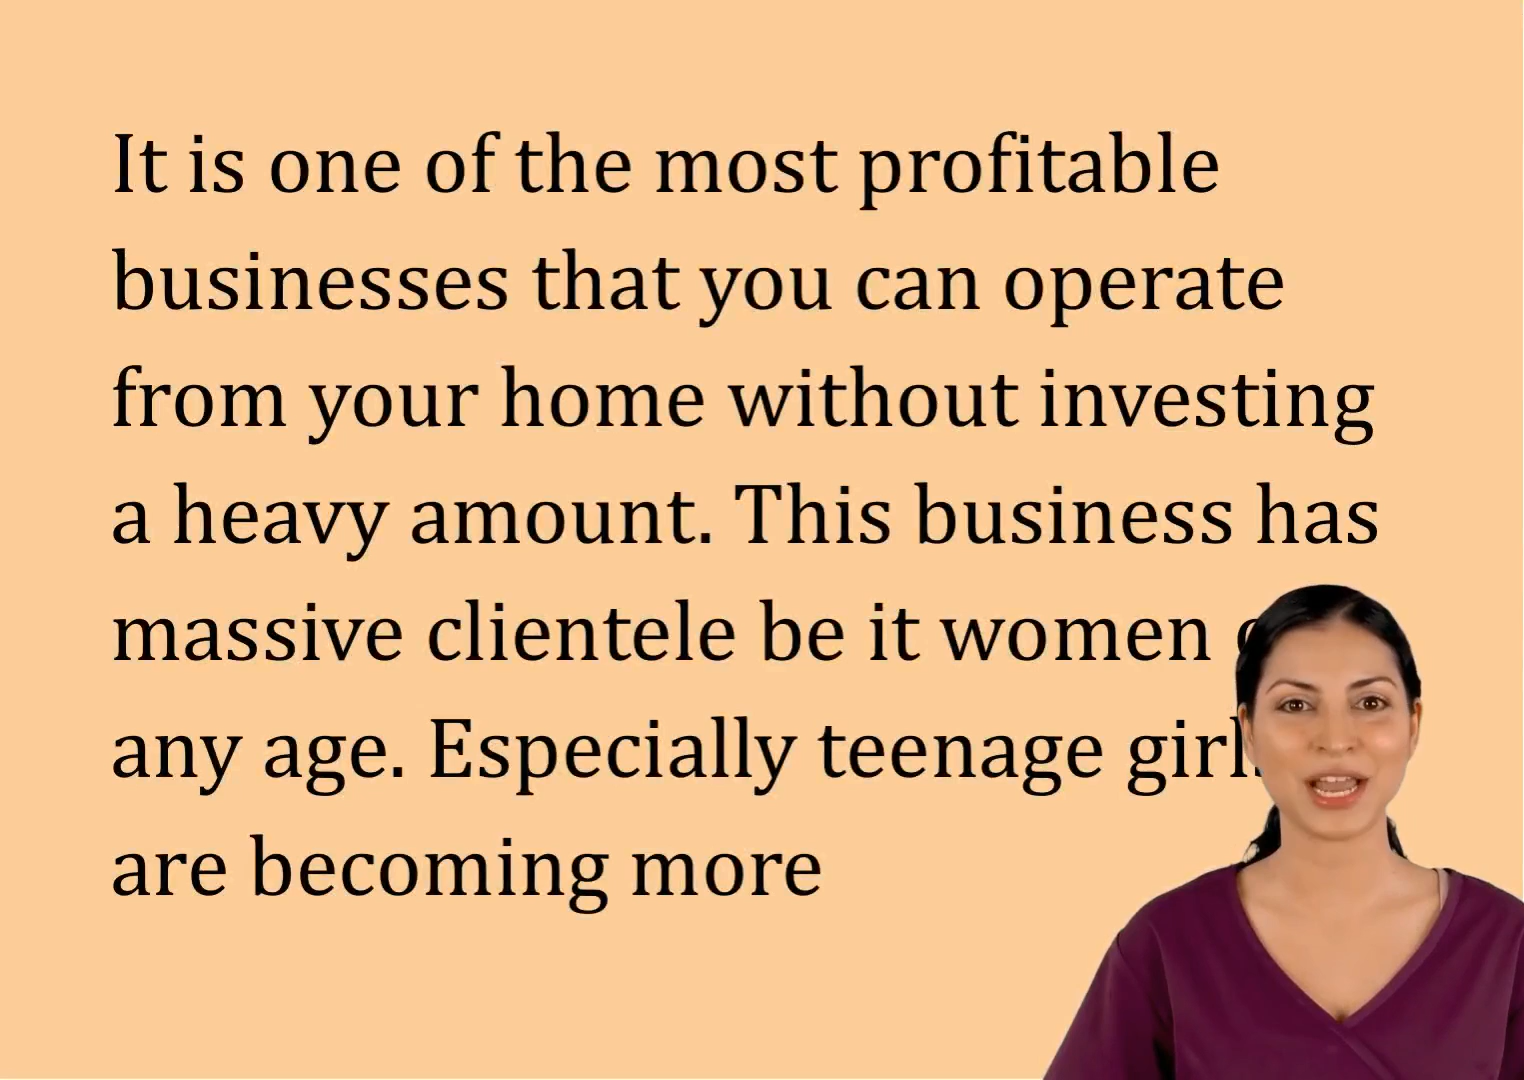 It is one of the most profitable
businesses that you can operate
from your home without investing
a heavy amount. This business has
massive clientele be it women
any age. Especially teenage girls
are becoming more